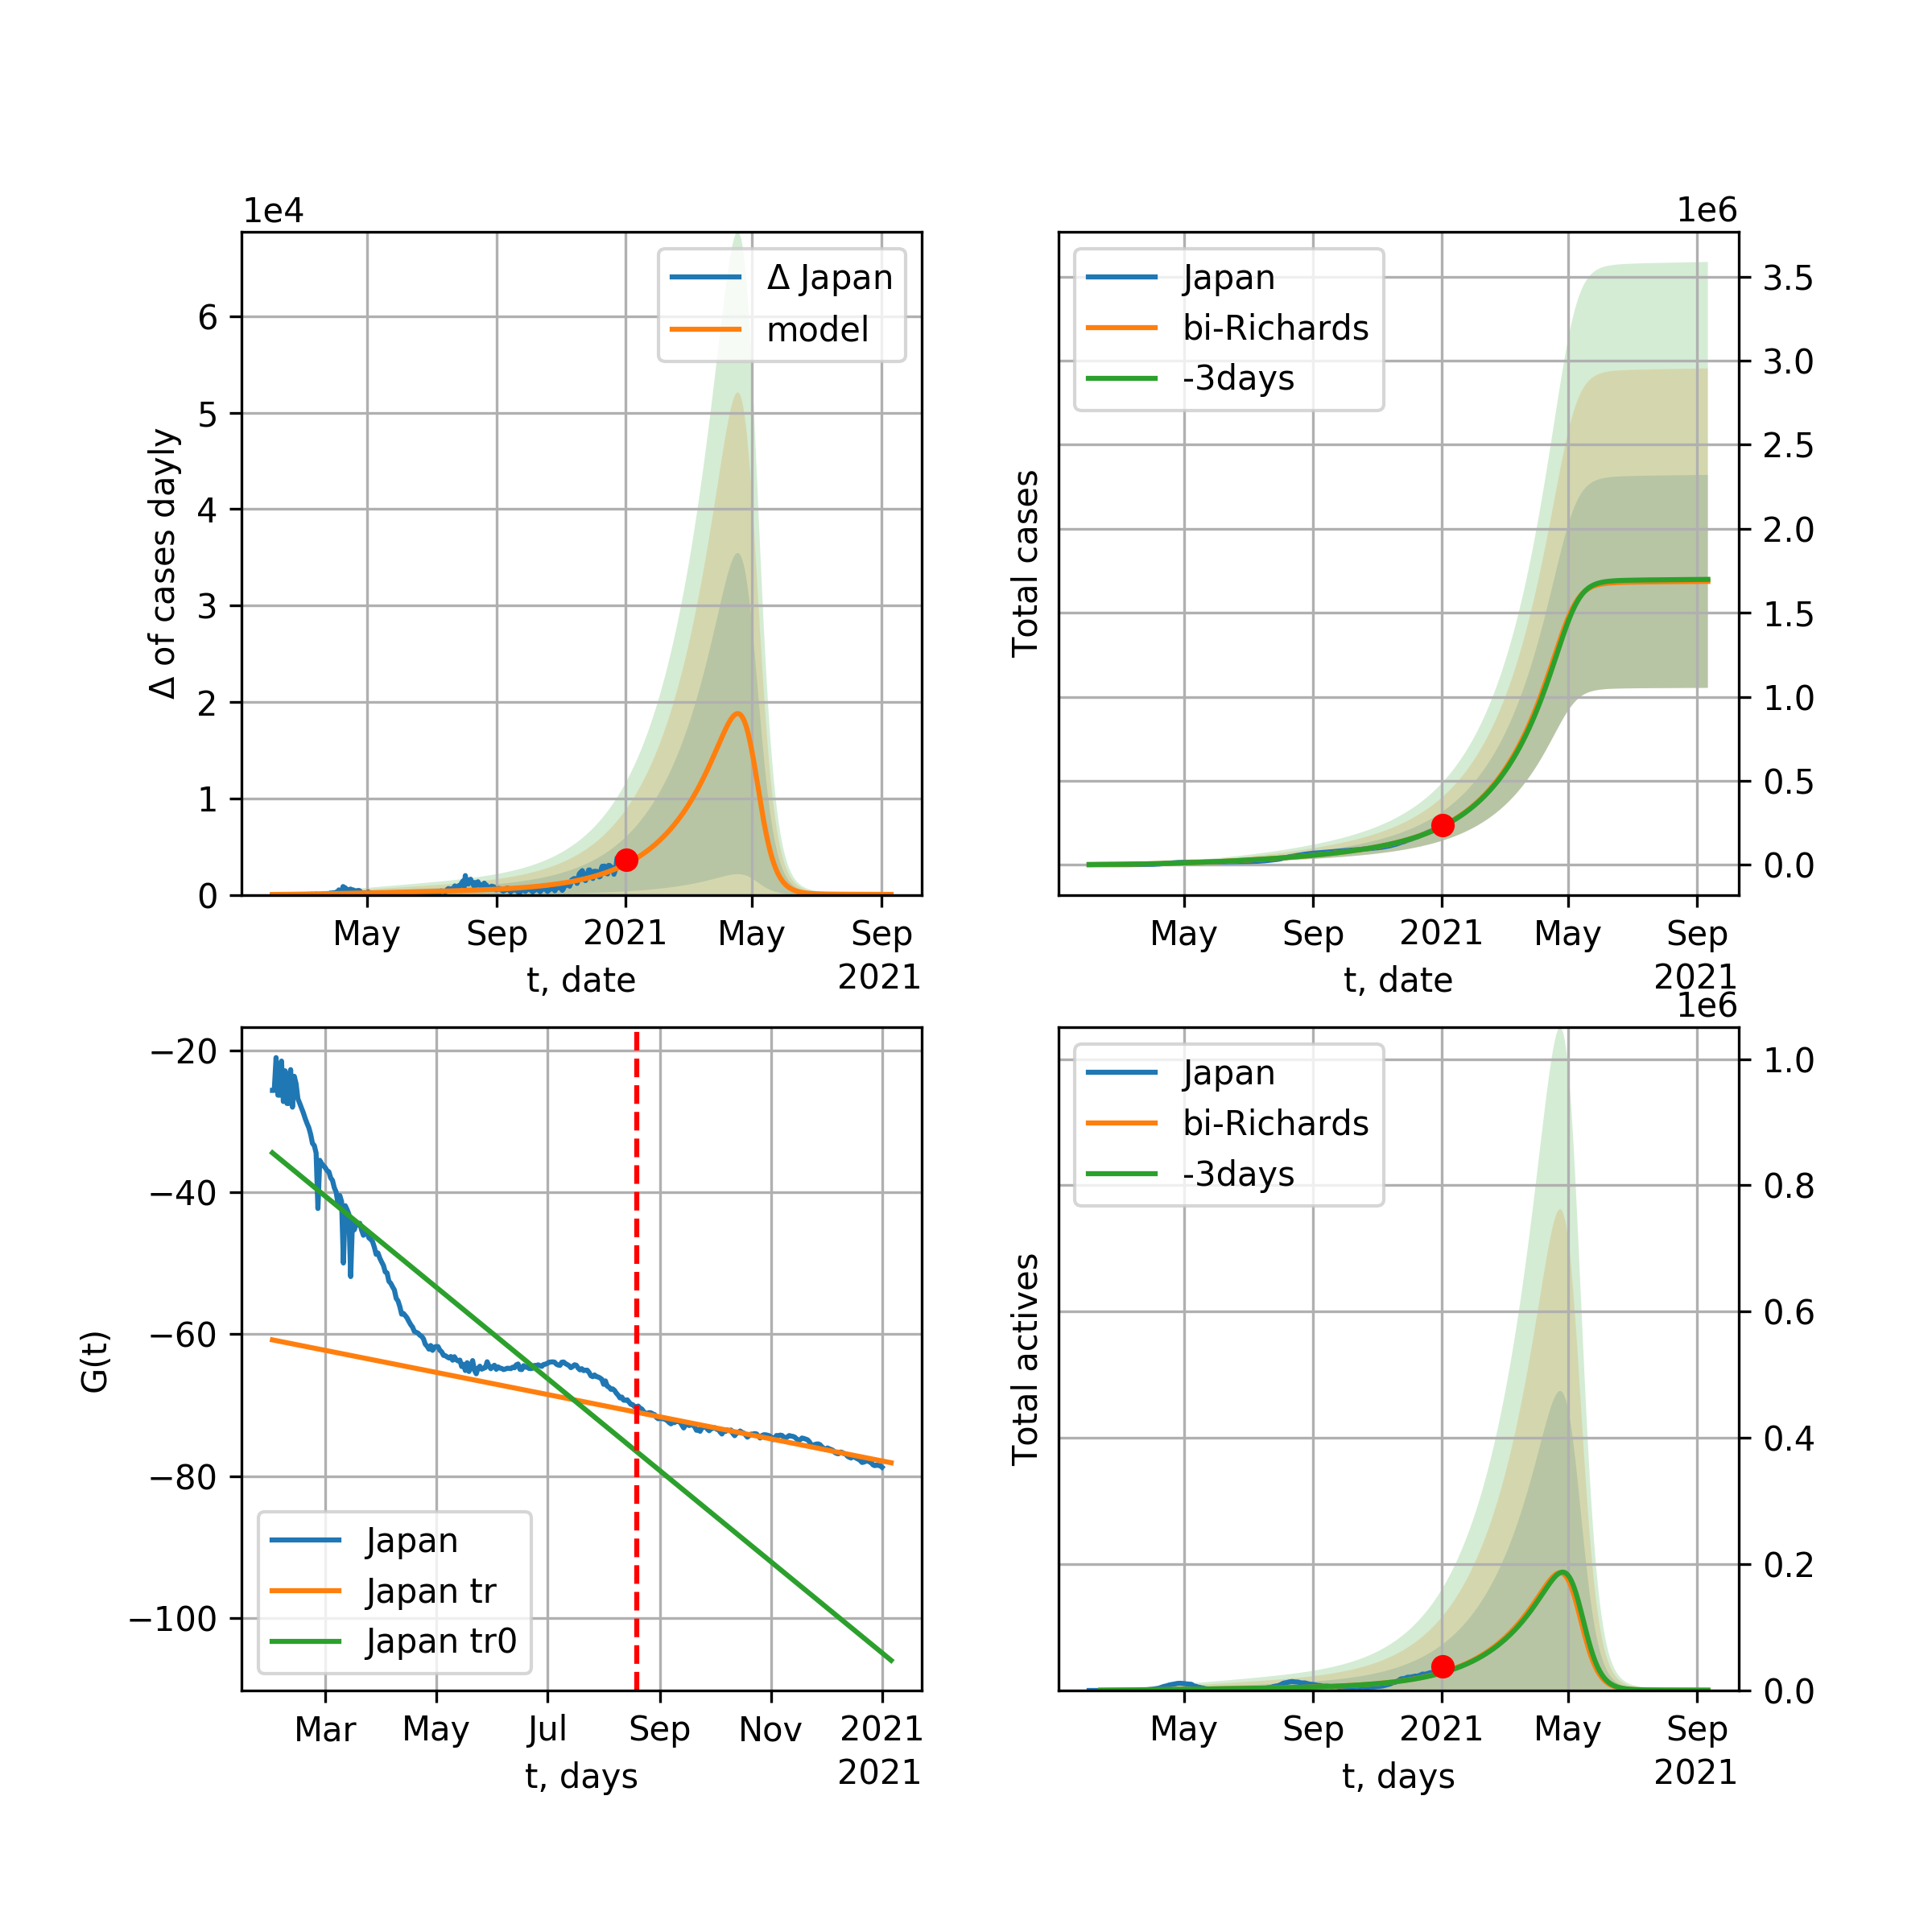 1e4
Δ Japan
model
6
5
4
3
2
1
0
Δ of cases dayly
May
Sep
2021
May
Sep
2021
t, date
1e6
Japan
bi-Richards
-3days
3.5
3.0
2.5
2.0
1.5
1.0
0.5
0.0
Total cases
May
Sep
2021
May
Sep
2021
t, date
−20
−40
−60
−80
−100
G(t)
Japan
Japan tr
Japan tr0
Mar
May
Jul
Sep
Nov
2021
2021
t, days
1e6
Japan
bi-Richards
-3days
1.0
0.8
0.6
0.4
0.2
0.0
Total actives
May
Sep
2021
May
Sep
2021
t, days